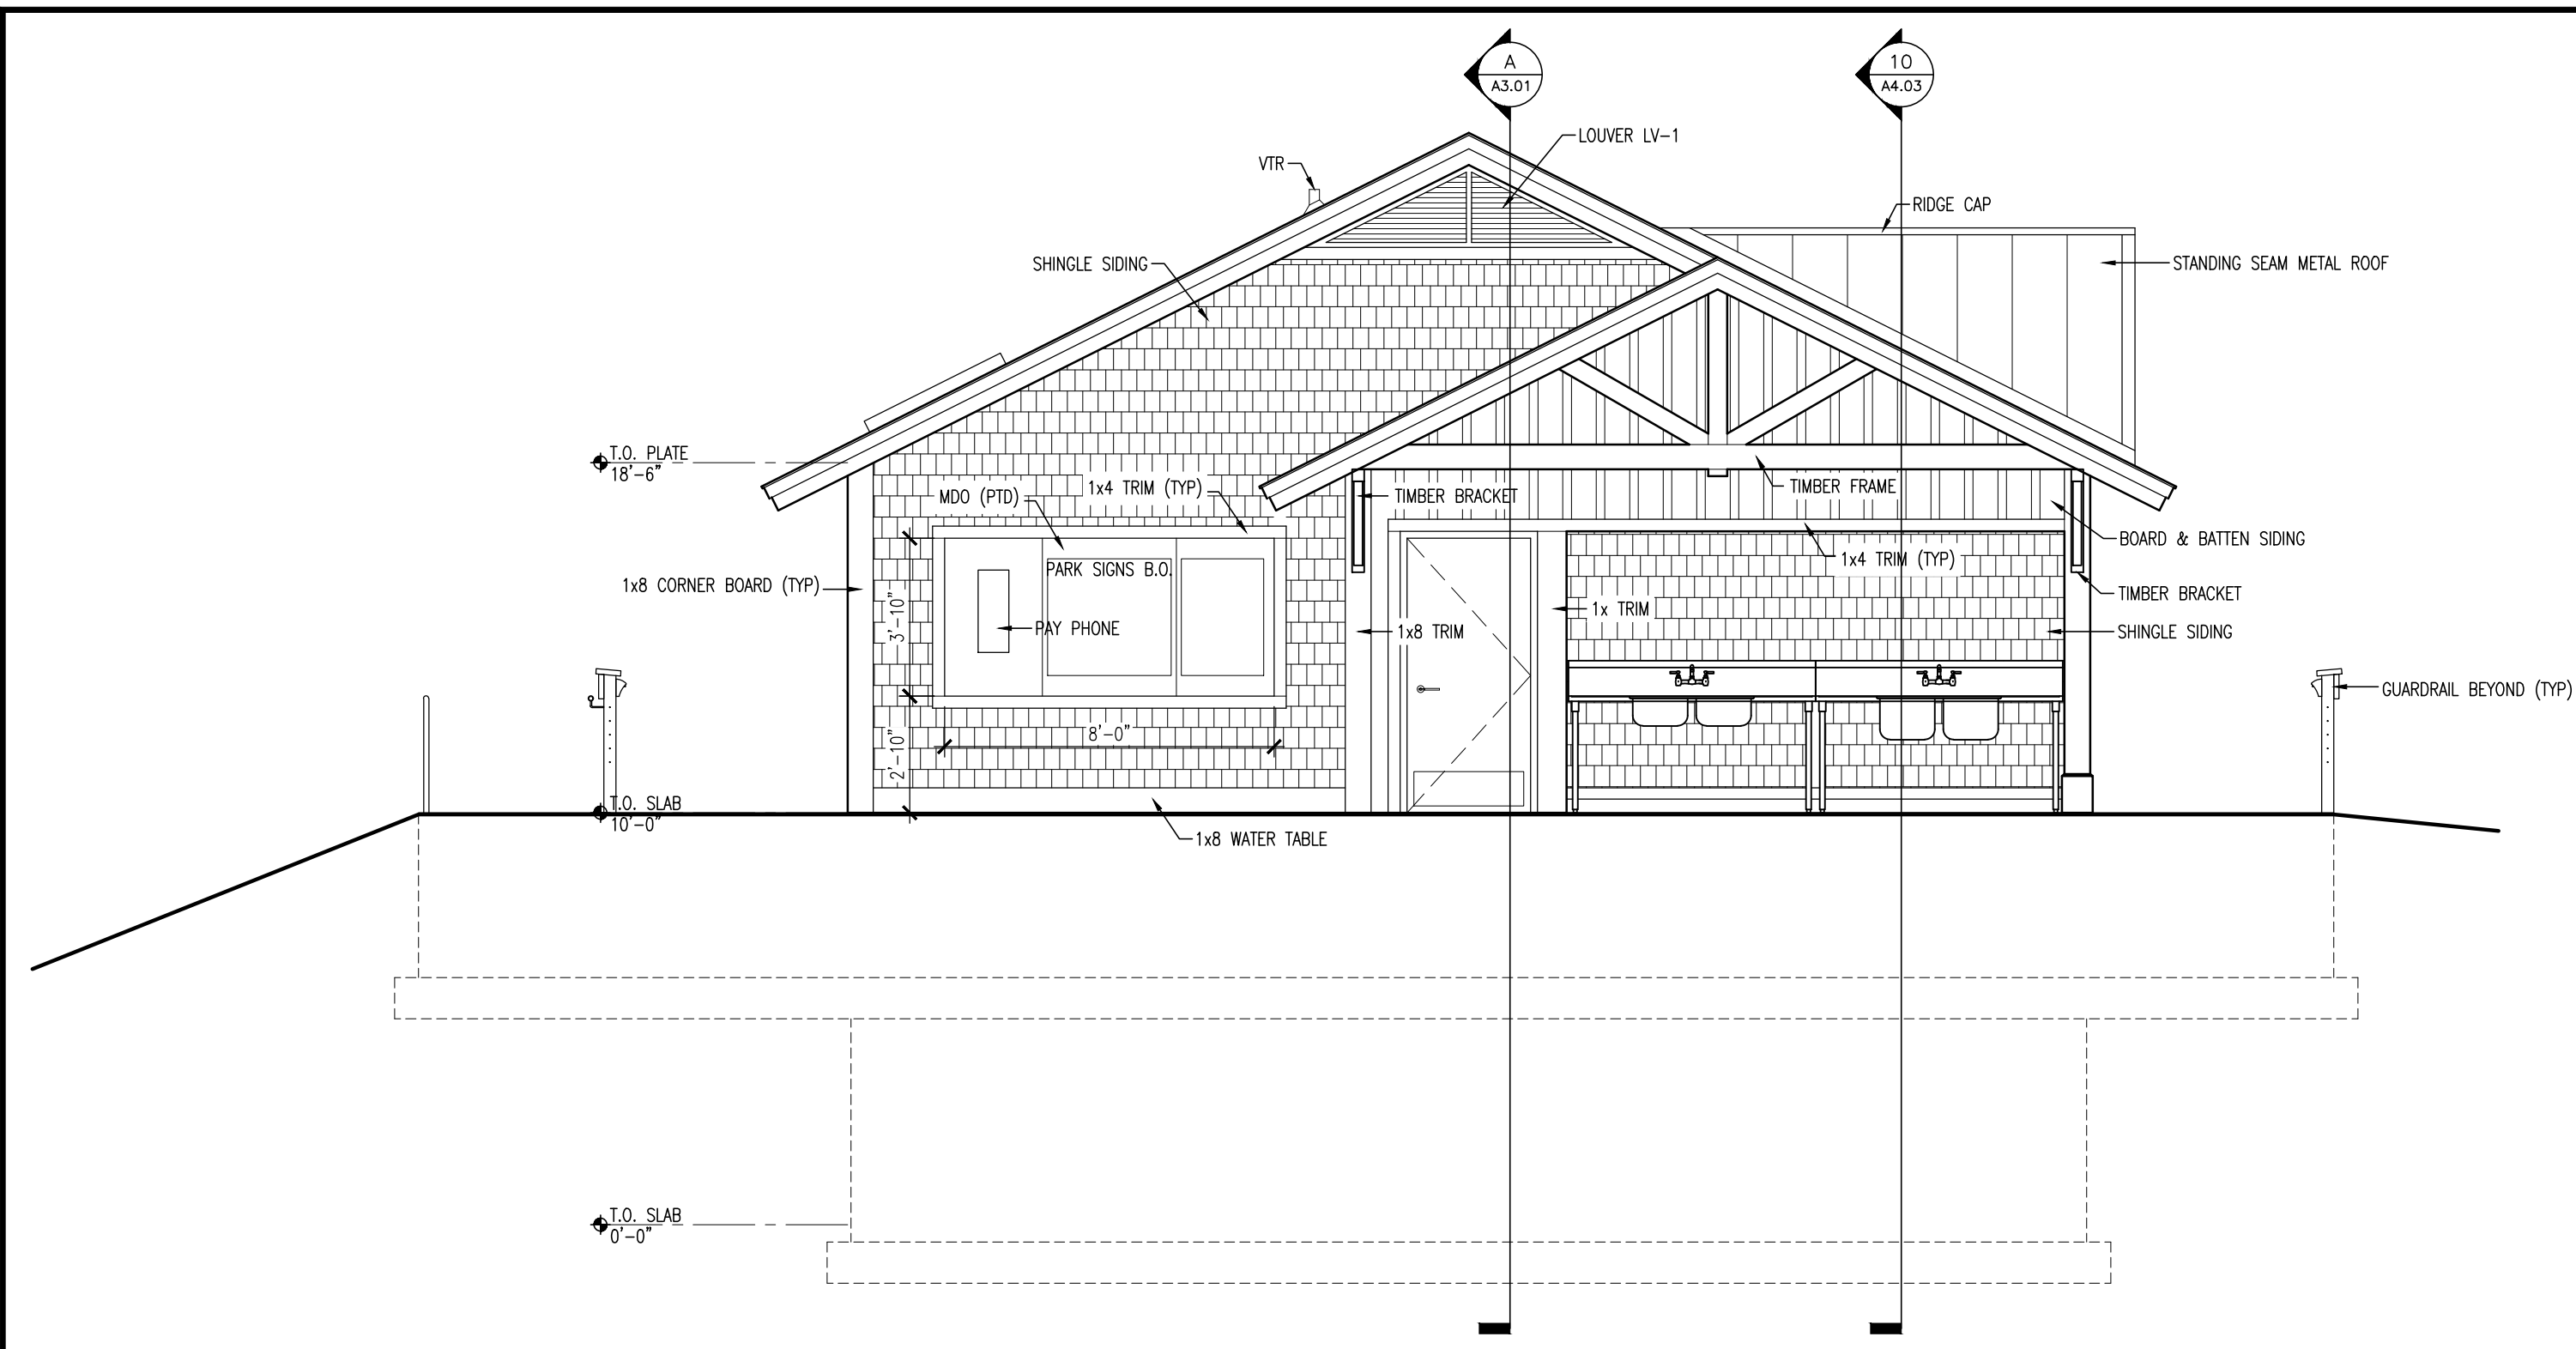 A
A3.01
10
A4.03
LOUVER LV-1
VTR
RIDGE CAP
SHINGLE SIDING
STANDING SEAM METAL ROOF
T.O. PLATE
18'-6"
MDO (PTD)
1x4 TRIM (TYP)
TIMBER BRACKET
TIMBER FRAME
BOARD & BATTEN SIDING
1x4 TRIM (TYP)
PARK SIGNS B.O.
1x8 CORNER BOARD (TYP)
3'-10"
TIMBER BRACKET
1x TRIM
PAY PHONE
1x8 TRIM
SHINGLE SIDING
GUARDRAIL BEYOND (TYP)
8'-0"
2'-10"
T.O. SLAB
10'-0"
1x8 WATER TABLE
T.O. SLAB
0'-0"